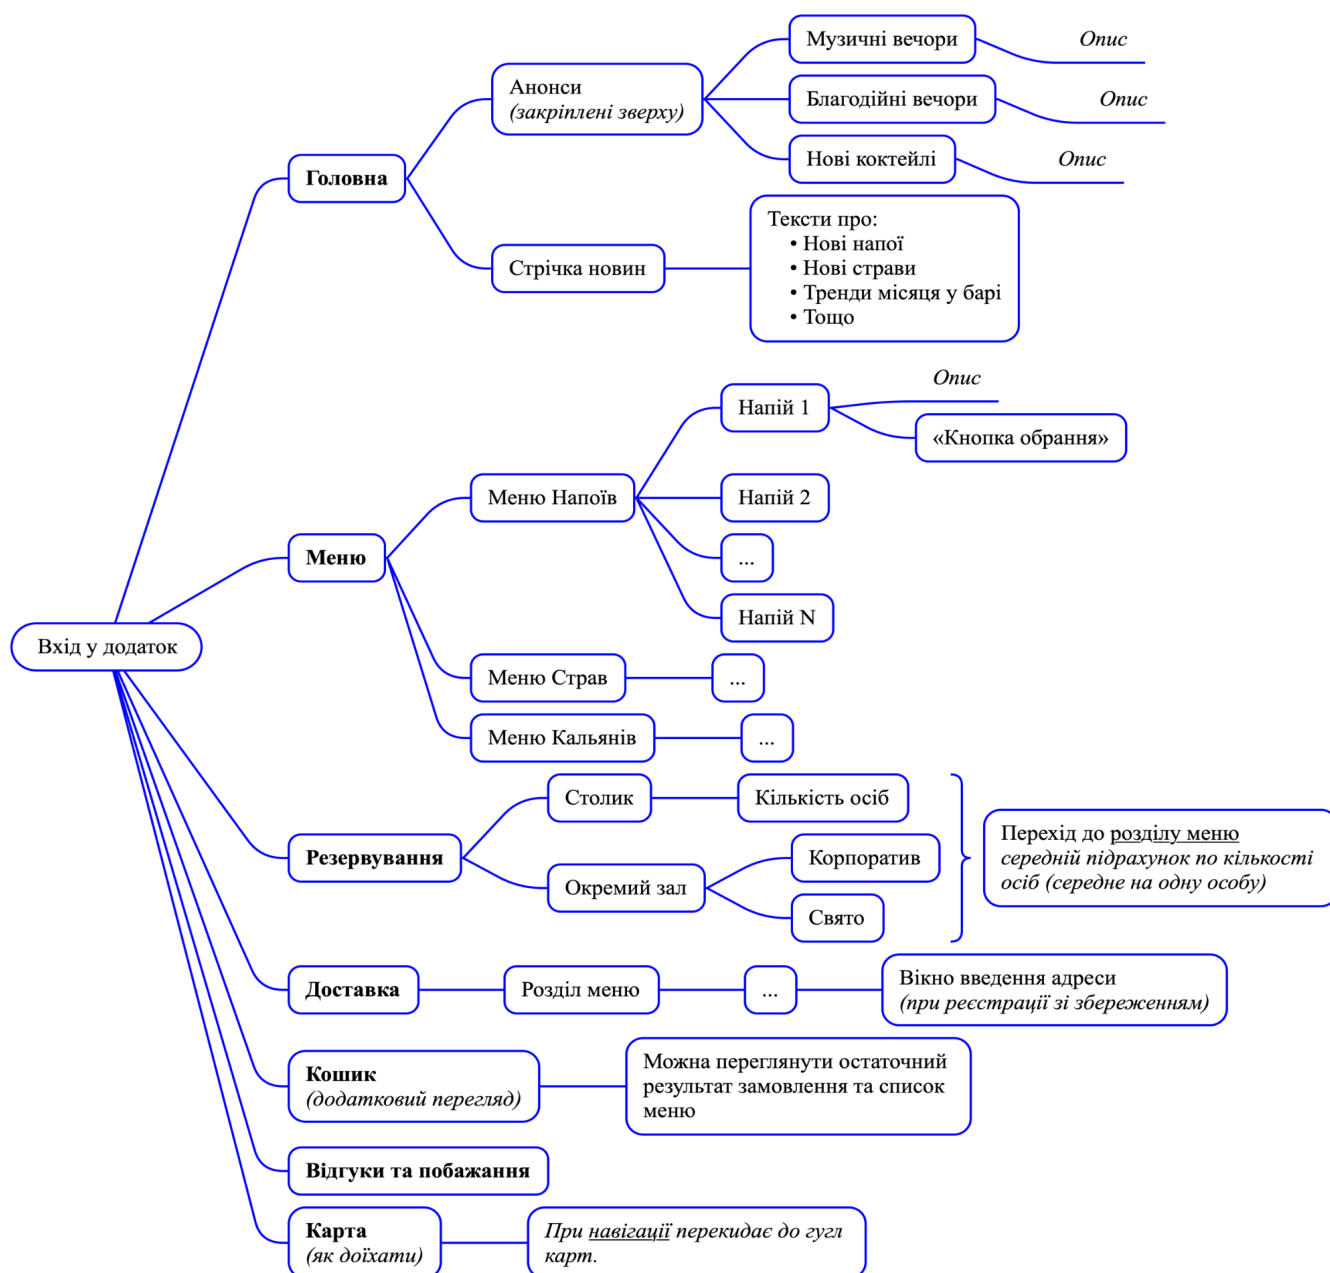 Вхід у додаток
Головна
Анонси
(закріплені зверху)
Музичні вечори
Опис
Благодійні вечори
Опис
Нові коктейлі
Опис
Стрічка новин
Тексти про:
• Нові напої
• Нові страви
• Тренди місяця у барі
• Тощо
Меню
Меню Напоїв
Напій 1
Опис
«Кнопка обрання»
Напій 2
...
Напій N
Меню Страв
...
Меню Кальянів
...
Резервування
Столик
Кількість осіб
Окремий зал
Корпоратив
Свято
Перехід до розділу меню
середній підрахунок по кількості
осіб (середне на одну особу)
Доставка
Розділ меню
...
Вікно введення адреси
(при реєстрації зі збереженням)
Кошик
(додатковий перегляд)
Можна переглянути остаточний
результат замовлення та список
меню
Відгуки та побажання
Карта
(як доїхати)
При навігації перекидає до гугл
карт.